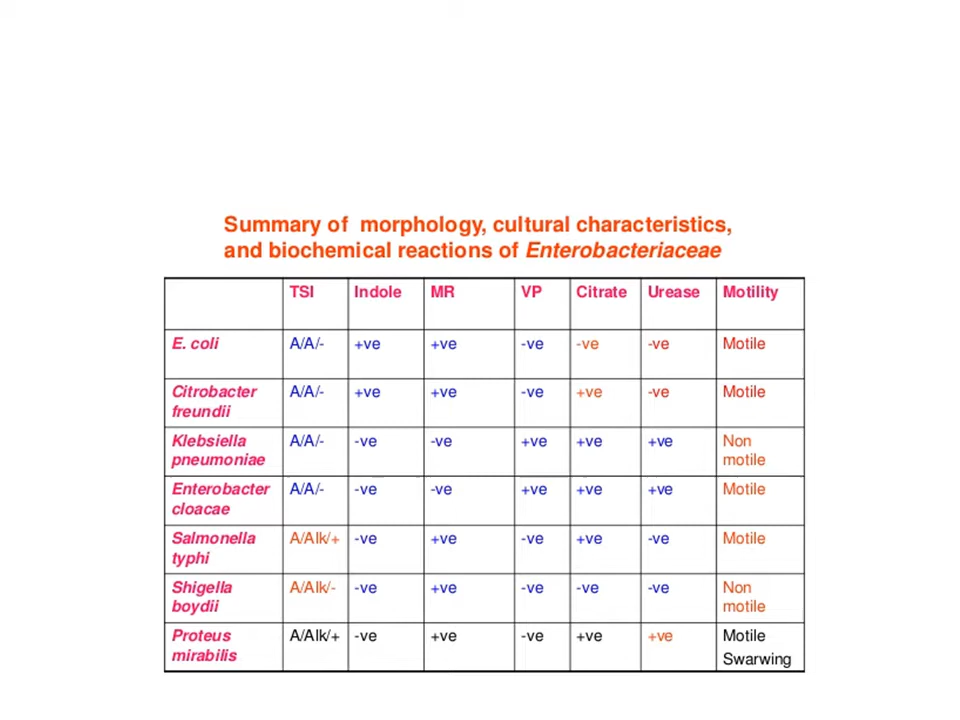 Summary of morphology, cultural characteristics,
and biochemical reactions of Enterobacteriaceae
TSI Indole MR VP Citrate Urease Motility
E. coli A/A/- +ve +ve -ve -ve -ve Motile
Citrobacter A/A/- +ve +ve -ve +ve -ve Motile
freundii
Klebsiella A/A/- -ve -ve +ve +ve +ve Non
pneumoniae motile
Enterobacter A/A/- -ve -ve +ve +ve +ve Motile
cloacae
Salmonella A/Alk/+ -ve +ve -ve +ve -ve Motile
typhi
Shigella A/Alk/- -ve +ve -ve -ve -ve Non
boydii motile
Proteus A/Alk/+ -ve +ve -ve +ve +ve Motile
mirabilis Swarwing